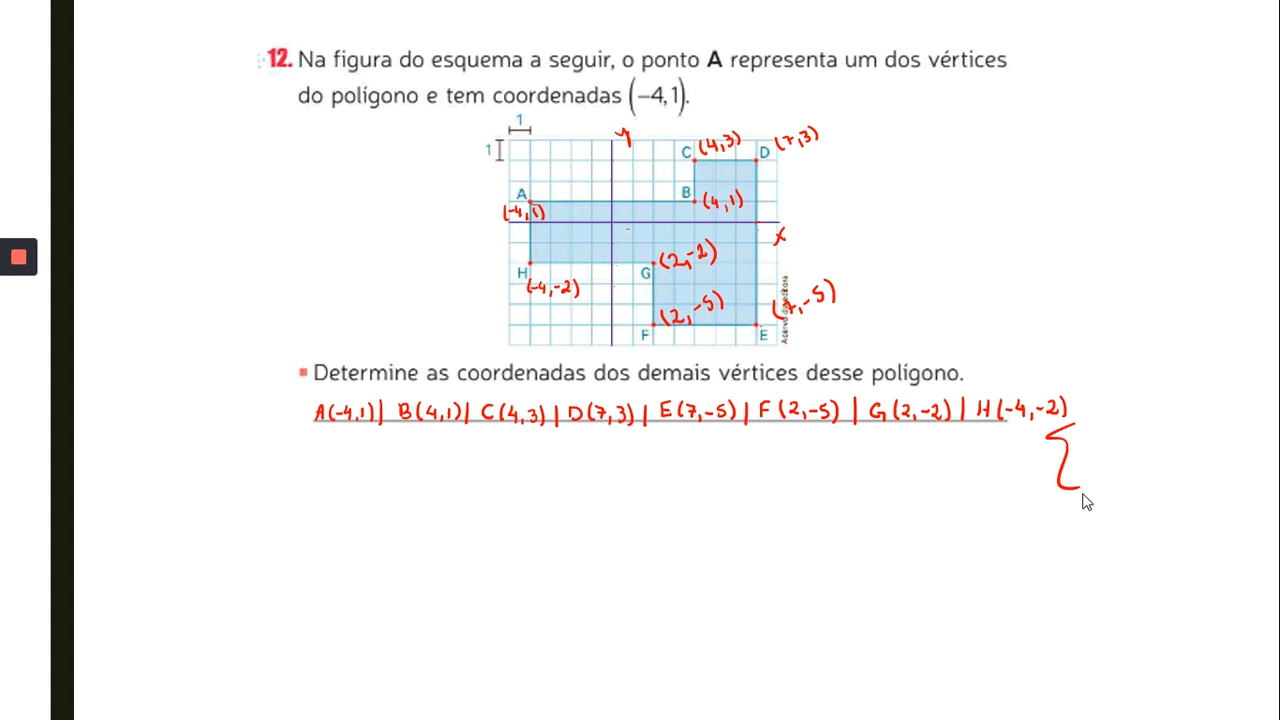 12. Na figura do esquema a seguir, o ponto A representa um dos vértices
do polígono e tem coordenadas (−4,1).
1
1
y
C (4,3) D (7,3)
A B (4,1)
(-4,1)
x
H G (2,-2)
(-4,-2)
(2,-5) (7,-5)
F E
Acervo da editora
Determine as coordenadas dos demais vértices desse polígono.
A(-4,1)| B(4,1)| C(4,3)| D(7,3)| E(7,-5)| F(2,-5)| G(2,-2)| H(-4,-2)